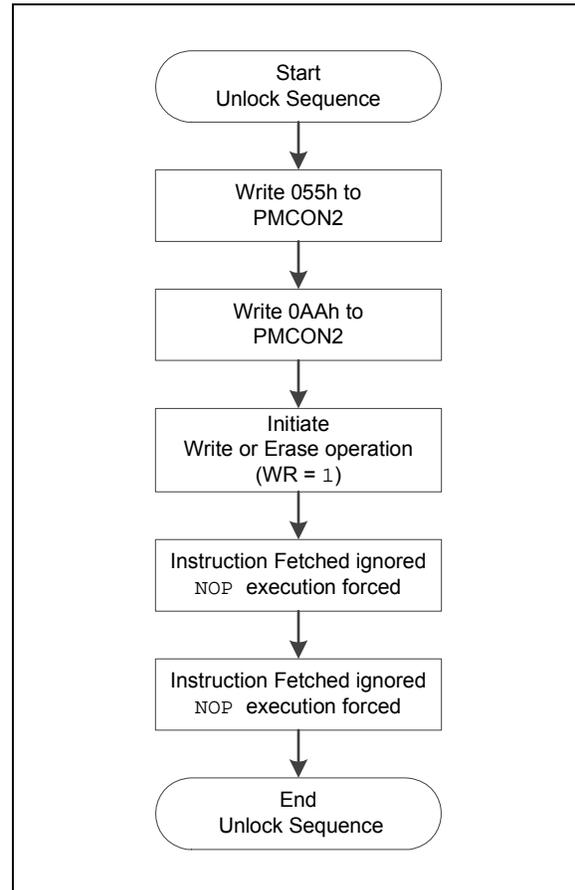 Start
Unlock Sequence
Write 055h to
PMCON2
Write 0AAh to
PMCON2
Initiate
Write or Erase operation
(WR = 1)
Instruction Fetched ignored
NOP execution forced
Instruction Fetched ignored
NOP execution forced
End
Unlock Sequence